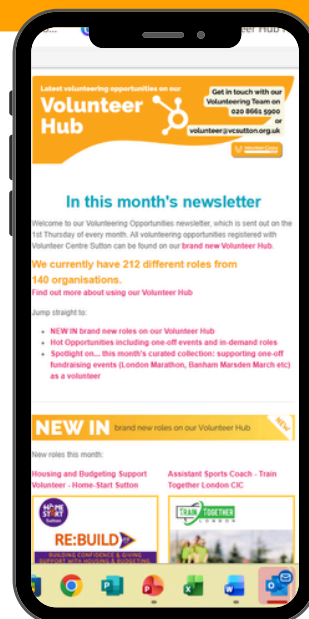 Latest volunteering opportunities on our
Volunteer
Hub
Get in touch with our
Volunteering Team on
020 8661 5900
or
volunteer@vcsutton.org.uk
In this month's newsletter
Welcome to our Volunteering Opportunities newsletter, which is sent out on the
1st Thursday of every month. All volunteering opportunities registered with
Volunteer Centre Sutton can be found on our brand new Volunteer Hub.
We currently have 212 different roles from
140 organisations.
Find out more about using our Volunteer Hub
Jump straight to:
NEW IN brand new roles on our Volunteer Hub
Hot Opportunities including one-off events and in-demand roles
Spotlight on... this month's curated collection: supporting one-off
fundraising events (London Marathon, Banham Marsden March etc)
as a volunteer
NEW IN brand new roles on our Volunteer Hub
NEW
New roles this month:
Housing and Budgeting Support
Volunteer - Home-Start Sutton
Assistant Sports Coach - Train
Together London CIC
HOME
START
Sutton
RE:BUILD
BUILDING CONFIDENCE & GIVING
SUPPORT WITH HOUSING & BUDGETING
TRAIN TOGETHER
LONDON